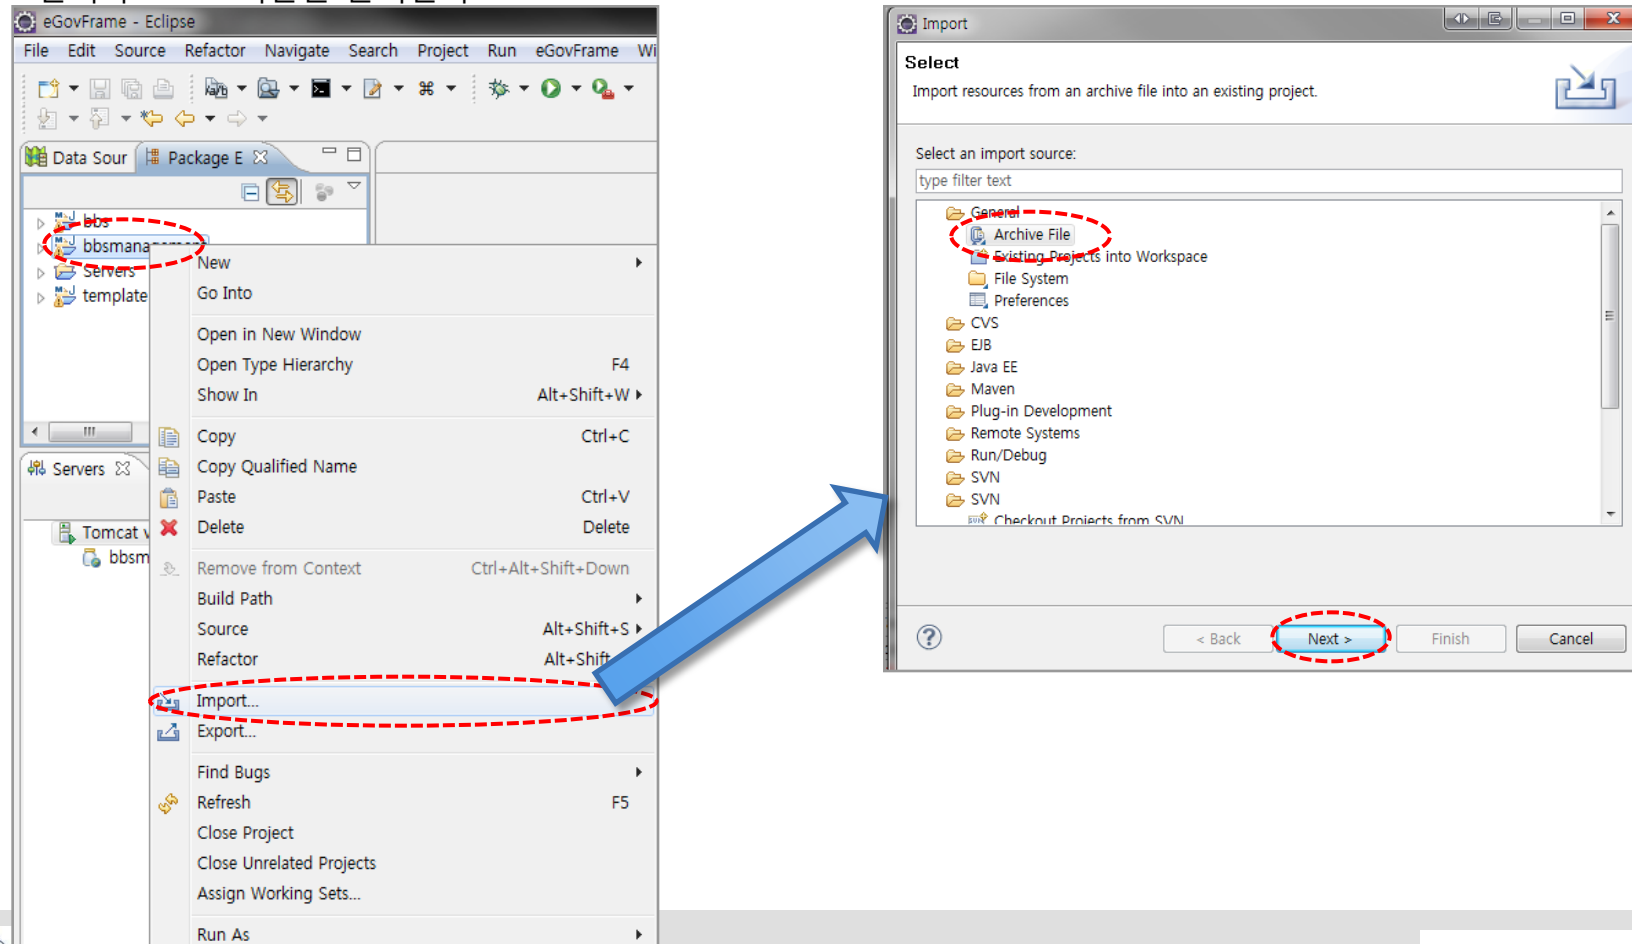 eGovFrame - Eclipse
File Edit Source Refactor Navigate Search Project Run eGovFrame Wi
Data Sour Package E
bbs
bbsmanagement
Servers
template
New
Go Into
Open in New Window
Open Type Hierarchy F4
Show In Alt+Shift+W
Copy Ctrl+C
Copy Qualified Name
Paste Ctrl+V
Delete Delete
Remove from Context Ctrl+Alt+Shift+Down
Build Path
Source Alt+Shift+S
Refactor Alt+Shift
Import...
Export...
Find Bugs
Refresh F5
Close Project
Close Unrelated Projects
Assign Working Sets...
Run As
Servers
Tomcat v
bbsm
Import
Select
Import resources from an archive file into an existing project.
Select an import source:
type filter text
General
Archive File
Existing Projects into Workspace
File System
Preferences
CVS
EJB
Java EE
Maven
Plug-in Development
Remote Systems
Run/Debug
SVN
SVN
Checkout Projects from SVN
< Back Next > Finish Cancel